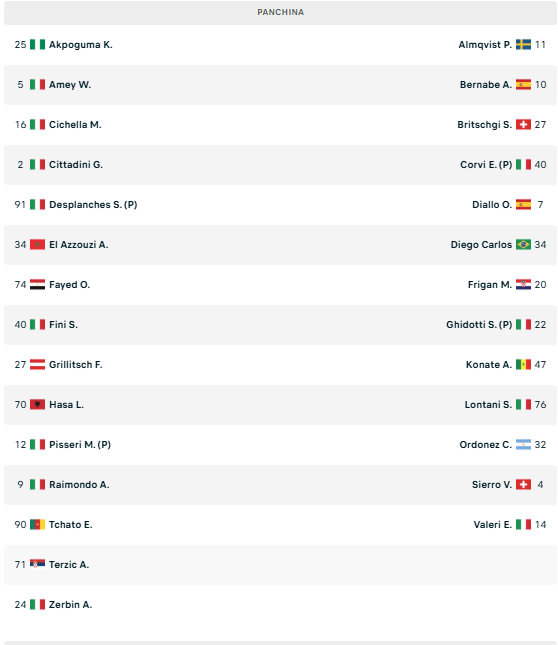 PANCHINA
25 Akpoguma K. Almqvist P. 11
5 Amey W. Bernabe A. 10
16 Cichella M. Britschgi S. 27
2 Cittadini G. Corvi E. (P) 40
91 Desplanches S. (P) Diallo O. 7
34 El Azzouzi A. Diego Carlos 34
74 Fayed O. Frigan M. 20
40 Fini S. Ghidotti S. (P) 22
27 Grillitsch F. Konate A. 47
70 Hasa L. Lontani S. 76
12 Pisseri M. (P) Ordonez C. 32
9 Raimondo A. Sierro V. 4
90 Tchato E. Valeri E. 14
71 Terzic A.
24 Zerbin A.